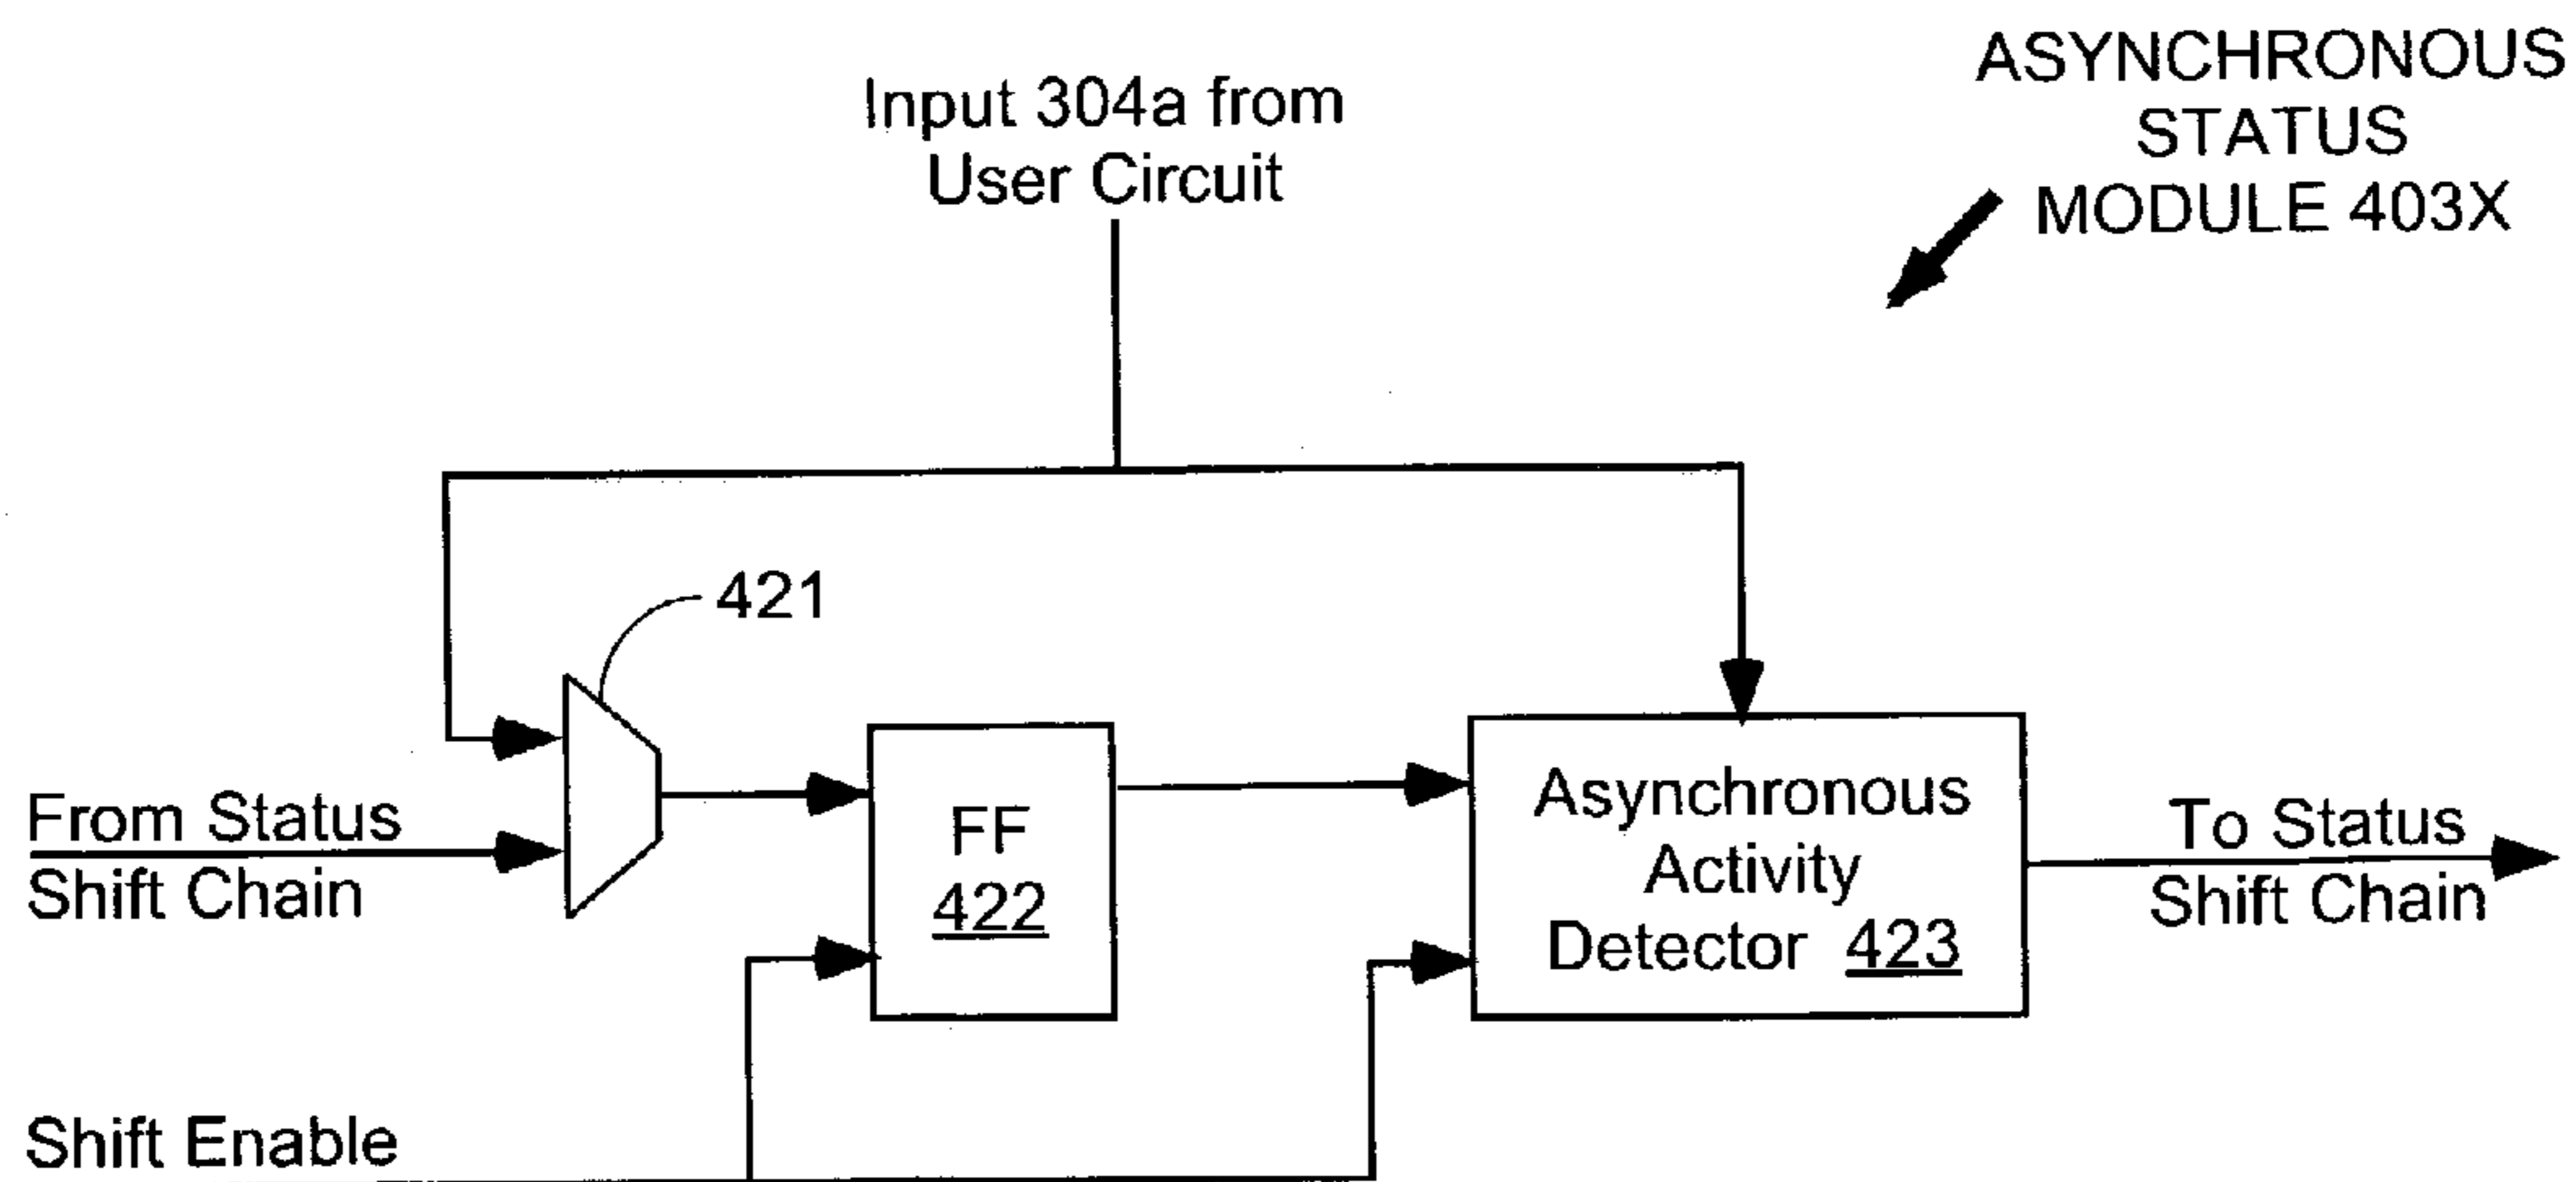 ASYNCHRONOUS
STATUS
MODULE 403X
Input 304a from
User Circuit
421
From Status
Shift Chain
FF
422
Asynchronous
Activity
Detector 423
To Status
Shift Chain
Shift Enable